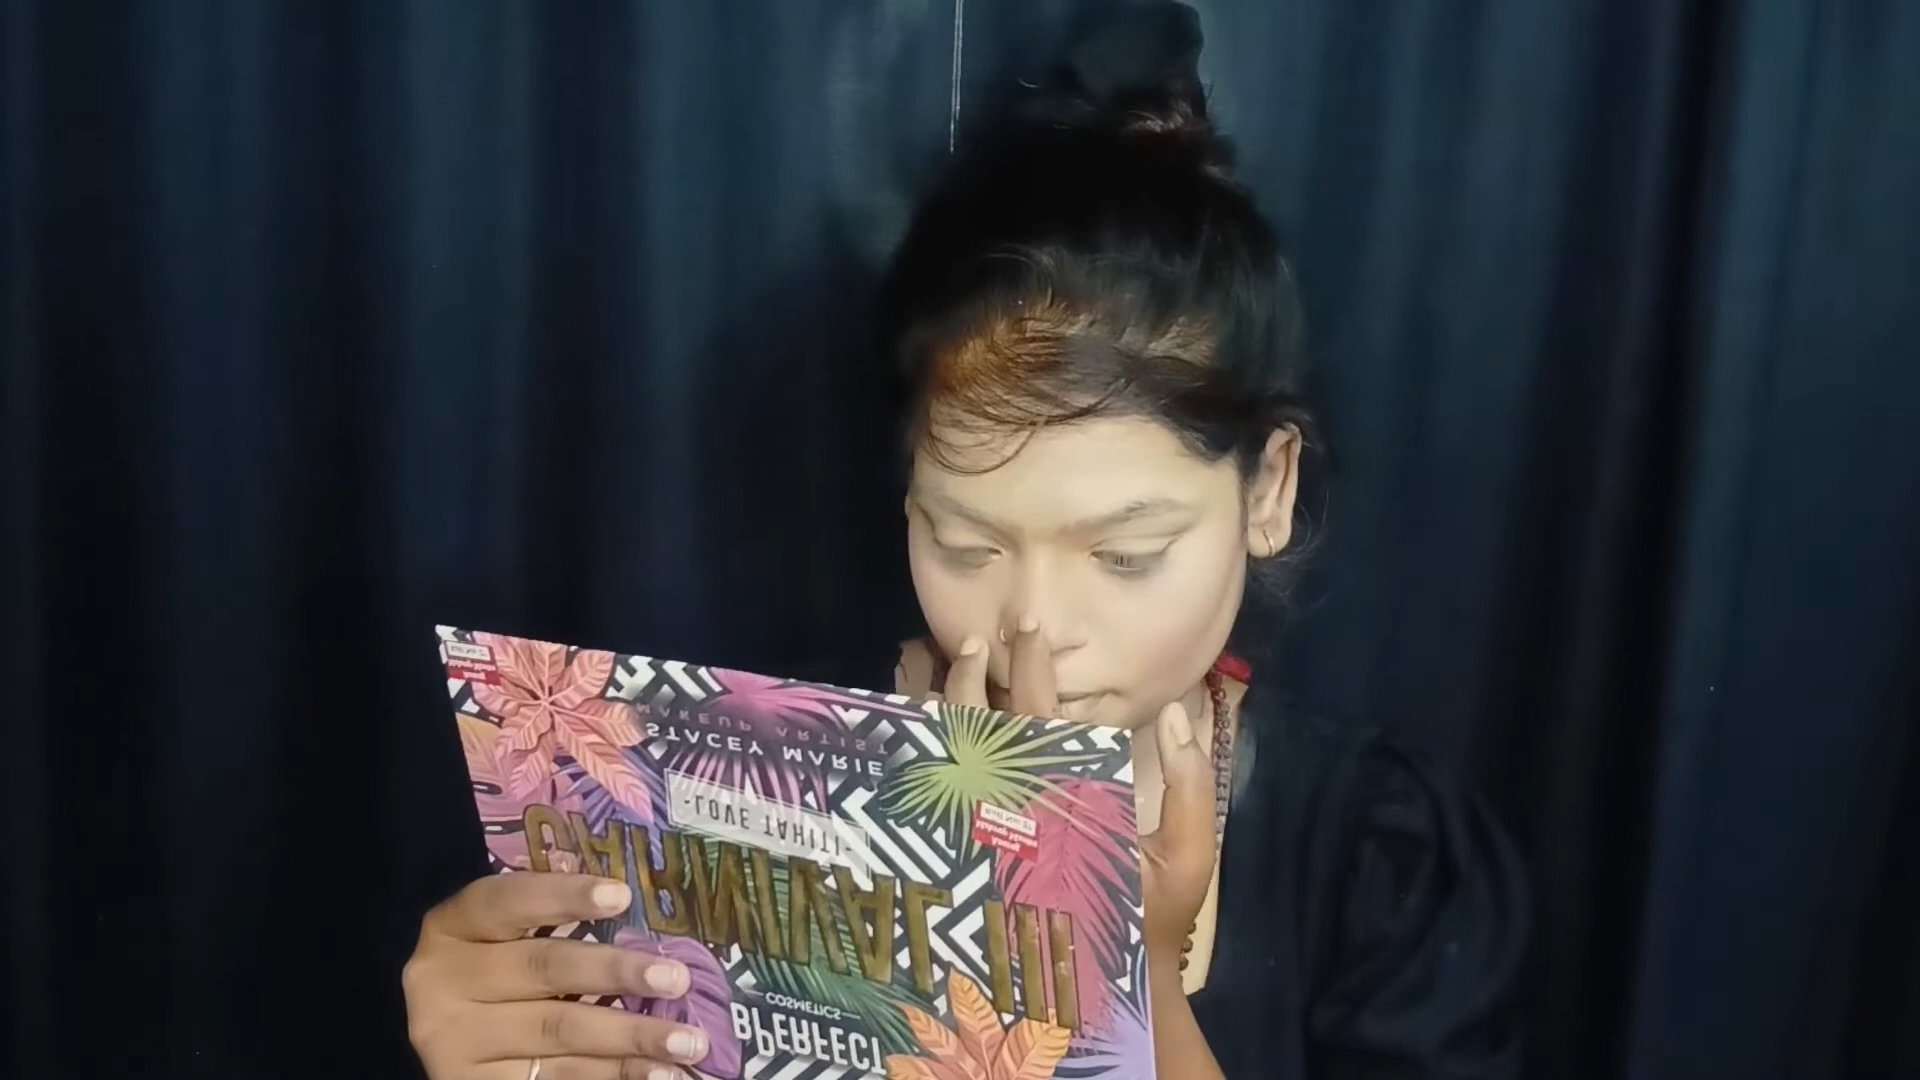 BPERFECT
COSMETICS
CARNIVAL III
-LOVE TAHITI-
STACEY MARIE
MAKEUP ARTIST